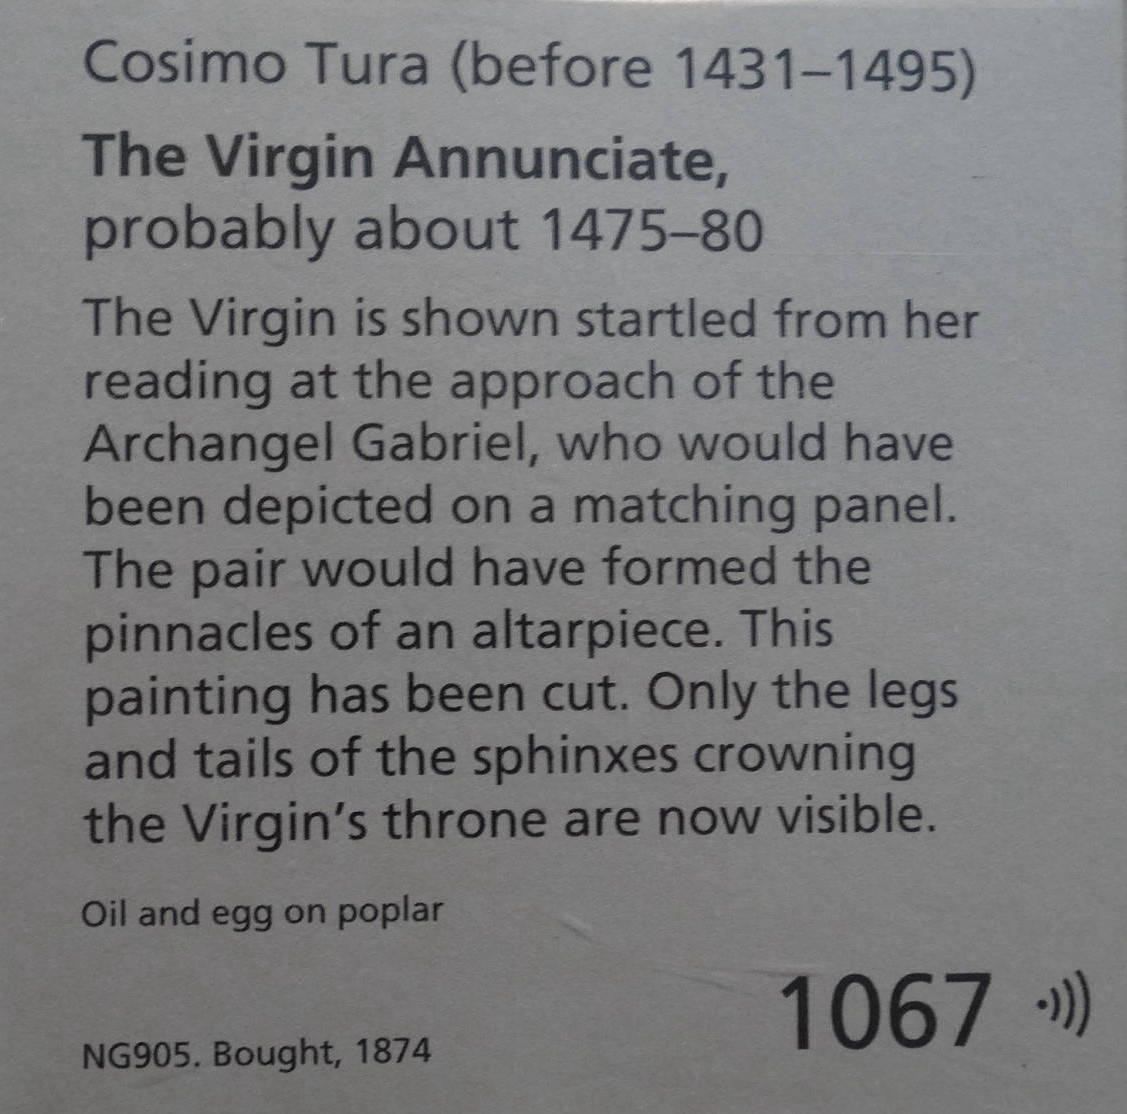 Cosimo Tura (before 1431–1495)
The Virgin Annunciate,
probably about 1475–80
The Virgin is shown startled from her
reading at the approach of the
Archangel Gabriel, who would have
been depicted on a matching panel.
The pair would have formed the
pinnacles of an altarpiece. This
painting has been cut. Only the legs
and tails of the sphinxes crowning
the Virgin’s throne are now visible.
Oil and egg on poplar
1067
NG905. Bought, 1874